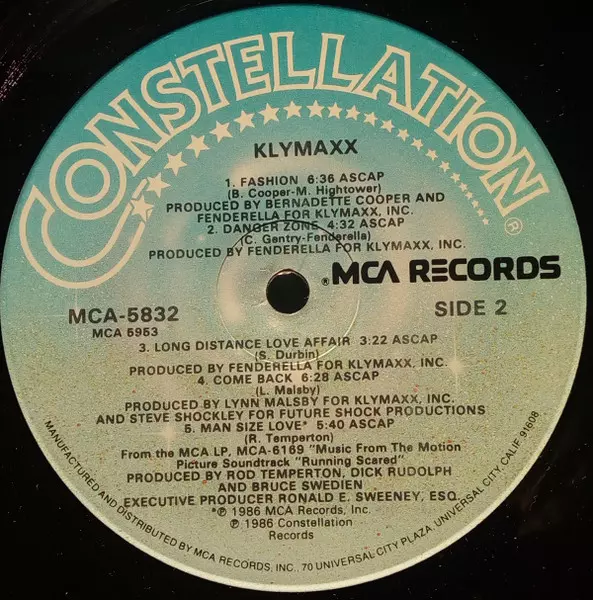 CONSTELLATION®
KLYMAXX
1. FASHION 6:36 ASCAP
(B. Cooper-M. Hightower)
PRODUCED BY BERNADETTE COOPER AND
FENDERELLA FOR KLYMAXX, INC.
2. DANGER ZONE 4:32 ASCAP
(C. Gentry-Fenderella)
PRODUCED BY FENDERELLA FOR KLYMAXX, INC.
®MCA RECORDS
MCA-5832
MCA 5953
SIDE 2
3. LONG DISTANCE LOVE AFFAIR 3:22 ASCAP
(S. Durbin)
PRODUCED BY FENDERELLA FOR KLYMAXX, INC.
4. COME BACK 6:28 ASCAP
(L. Malsby)
PRODUCED BY LYNN MALSBY FOR KLYMAXX, INC.
AND STEVE SHOCKLEY FOR FUTURE SHOCK PRODUCTIONS
5. MAN SIZE LOVE* 5:40 ASCAP
(R. Temperton)
From the MCA LP, MCA-6169 "Music From The Motion
Picture Soundtrack "Running Scared"
PRODUCED BY ROD TEMPERTON, DICK RUDOLPH
AND BRUCE SWEDIEN
EXECUTIVE PRODUCER RONALD E. SWEENEY, ESQ.
*℗ 1986 MCA Records, Inc.
℗ 1986 Constellation
Records
MANUFACTURED AND DISTRIBUTED BY MCA RECORDS, INC., 70 UNIVERSAL CITY PLAZA, UNIVERSAL CITY, CALIF. 91608